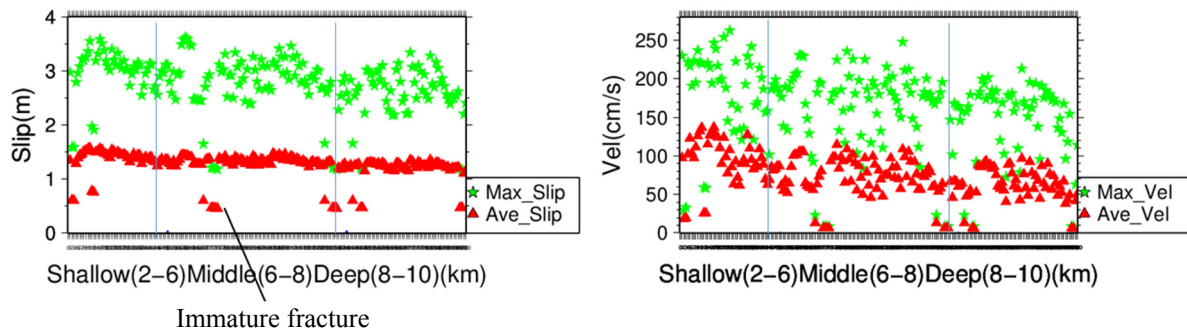 4
3
2
1
0
Slip(m)
Max_Slip
Ave_Slip
Shallow(2−6)Middle(6−8)Deep(8−10)(km)
Immature fracture
250
200
150
100
50
0
Vel(cm/s)
Max_Vel
Ave_Vel
Shallow(2−6)Middle(6−8)Deep(8−10)(km)